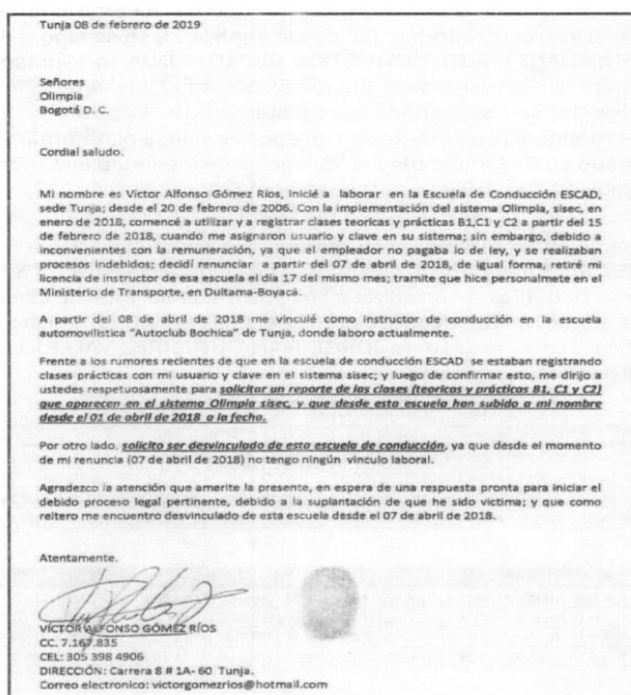 Tunja 08 de febrero de 2019
Señores
Olimpia
Bogotá D. C.
Cordial saludo.
Mi nombre es Víctor Alfonso Gómez Ríos, inicié a laborar en la Escuela de Conducción ESCAD,
sede Tunja; desde el 20 de febrero de 2006. Con la implementación del sistema Olimpia, sisec, en
enero de 2018, comencé a utilizar y a registrar clases teoricas y prácticas B1,C1 y C2 a partir del 15
de febrero de 2018, cuando me asignaron usuario y clave en su sistema; sin embargo, debido a
inconvenientes con la remuneración, ya que el empleador no pagaba lo de ley, y se realizaban
procesos indebidos; decidí renunciar a partir del 07 de abril de 2018, de igual forma, retiré mi
licencia de instructor de esa escuela el día 17 del mismo mes; tramite que hice personalmete en el
Ministerio de Transporte, en Duitama-Boyacá.
A partir del 08 de abril de 2018 me vinculé como instructor de conducción en la escuela
automovilística "Autoclub Bochica" de Tunja, donde laboro actualmente.
Frente a los rumores recientes de que en la escuela de conducción ESCAD se estaban registrando
clases prácticas con mi usuario y clave en el sistema sisec; y luego de confirmar esto, me dirijo a
ustedes respetuosamente para solicitar un reporte de las clases (teoricas y prácticas B1, C1 y C2)
que aparecen en el sistema Olimpia sisec, y que desde esta escuela han subido a mi nombre
desde el 01 de abril de 2018 a la fecha.
Por otro lado, solicito ser desvinculado de esta escuela de conducción, ya que desde el momento
de mi renuncia (07 de abril de 2018) no tengo ningún vinculo laboral.
Agradezco la atención que amerite la presente, en espera de una respuesta pronta para iniciar el
debido proceso legal pertinente, debido a la suplantación de que he sido victima; y que como
reitero me encuentro desvinculado de esta escuela desde el 07 de abril de 2018.
Atentamente.
VÍCTOR ALFONSO GÓMEZ RÍOS
CC. 7.167.835
CEL: 305 398 4906
DIRECCIÓN: Carrera 8 # 1A- 60 Tunja.
Correo electronico: victorgomezrios@hotmail.com